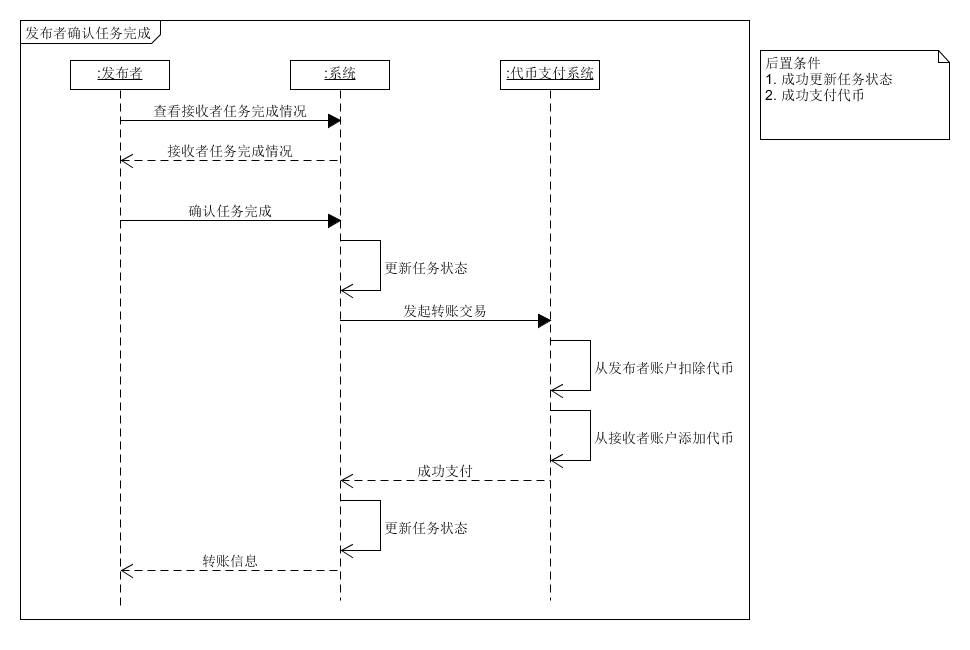 发布者确认任务完成
:发布者
:系统
:代币支付系统
后置条件
1. 成功更新任务状态
2. 成功支付代币
查看接收者任务完成情况
接收者任务完成情况
确认任务完成
更新任务状态
发起转账交易
从发布者账户扣除代币
从接收者账户添加代币
成功支付
更新任务状态
转账信息